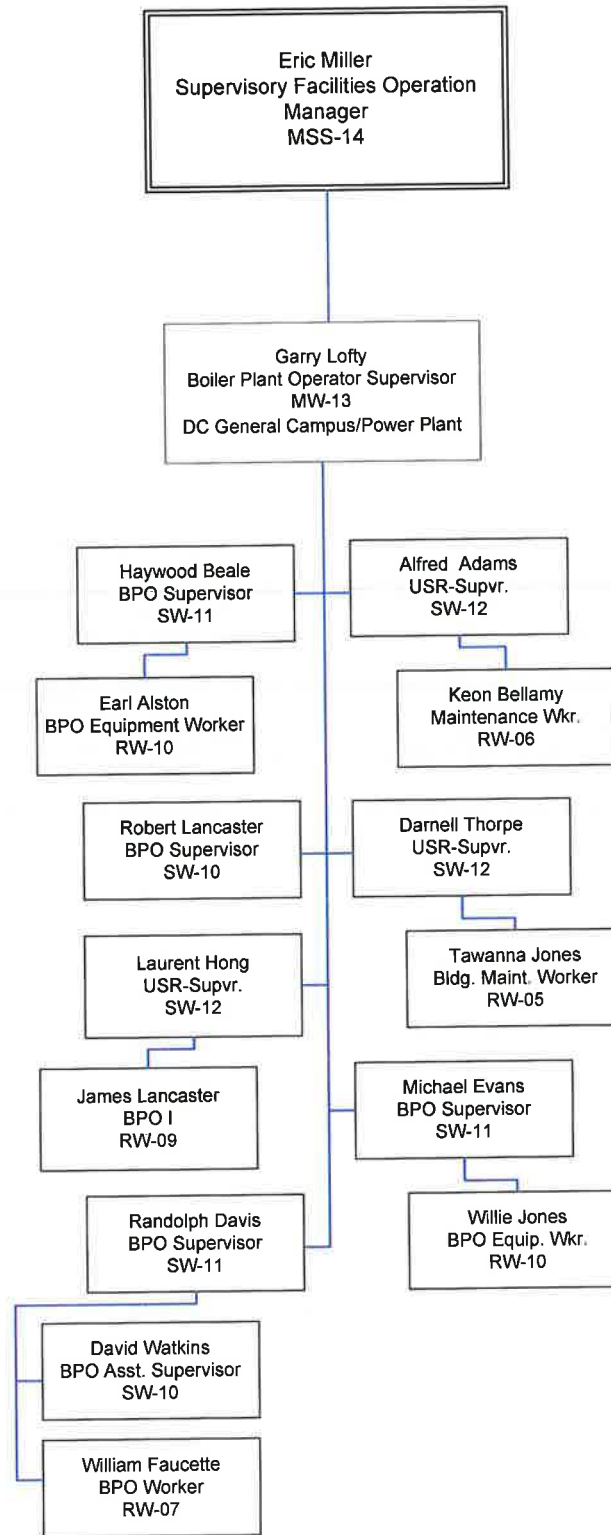 Eric Miller
Supervisory Facilities Operation
Manager
MSS-14
Garry Lofty
Boiler Plant Operator Supervisor
MW-13
DC General Campus/Power Plant
Haywood Beale
BPO Supervisor
SW-11
Alfred Adams
USR-Supvr.
SW-12
Earl Alston
BPO Equipment Worker
RW-10
Keon Bellamy
Maintenance Wkr.
RW-06
Robert Lancaster
BPO Supervisor
SW-10
Darnell Thorpe
USR-Supvr.
SW-12
Laurent Hong
USR-Supvr.
SW-12
Tawanna Jones
Bldg. Maint. Worker
RW-05
James Lancaster
BPO I
RW-09
Michael Evans
BPO Supervisor
SW-11
Randolph Davis
BPO Supervisor
SW-11
Willie Jones
BPO Equip. Wkr.
RW-10
David Watkins
BPO Asst. Supervisor
SW-10
William Faucette
BPO Worker
RW-07